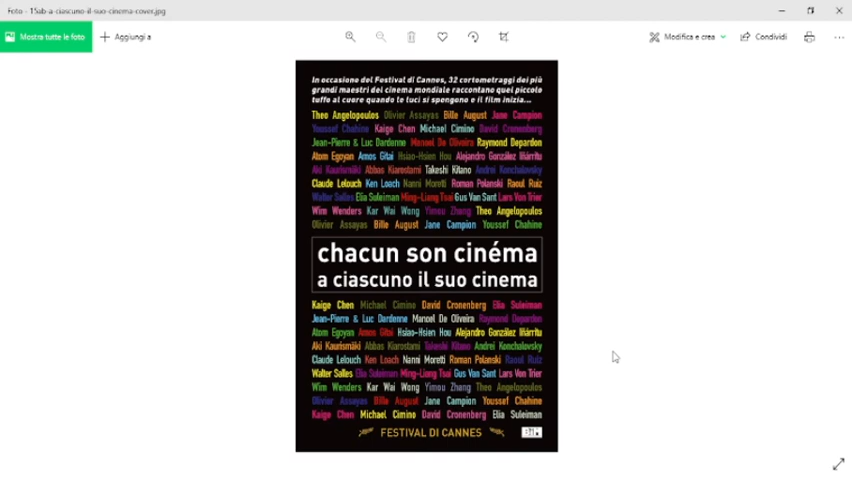 Foto - 15ab-a-ciascuno-il-suo-cinema-cover.jpg
Mostra tutte le foto
Aggiungi a
Modifica e crea
Condividi
In occasione del Festival di Cannes, 32 cortometraggi dei più
grandi maestri del cinema mondiale raccontano quel piccolo
tuffo al cuore quando le luci si spengono e il film inizia...
Theo Angelopoulos Olivier Assayas Bille August Jane Campion
Youssef Chahine Kaige Chen Michael Cimino David Cronenberg
Jean-Pierre & Luc Dardenne Manoel De Oliveira Raymond Depardon
Atom Egoyan Amos Gitai Hsiao-Hsien Hou Alejandro González Iñárritu
Aki Kaurismäki Abbas Kiarostami Takeshi Kitano Andrei Konchalovsky
Claude Lelouch Ken Loach Nanni Moretti Roman Polanski Raoul Ruiz
Walter Salles Elia Suleiman Ming-Liang Tsai Gus Van Sant Lars Von Trier
Wim Wenders Kar Wai Wong Yimou Zhang Theo Angelopoulos
Olivier Assayas Bille August Jane Campion Youssef Chahine
chacun son cinéma
a ciascuno il suo cinema
Kaige Chen Michael Cimino David Cronenberg Elia Suleiman
Jean-Pierre & Luc Dardenne Manoel De Oliveira Raymond Depardon
Atom Egoyan Amos Gitai Hsiao-Hsien Hou Alejandro González Iñárritu
Aki Kaurismäki Abbas Kiarostami Takeshi Kitano Andrei Konchalovsky
Claude Lelouch Ken Loach Nanni Moretti Roman Polanski Raoul Ruiz
Walter Salles Elia Suleiman Ming-Liang Tsai Gus Van Sant Lars Von Trier
Wim Wenders Kar Wai Wong Yimou Zhang Theo Angelopoulos
Olivier Assayas Bille August Jane Campion Youssef Chahine
Kaige Chen Michael Cimino David Cronenberg Elia Suleiman
FESTIVAL DI CANNES